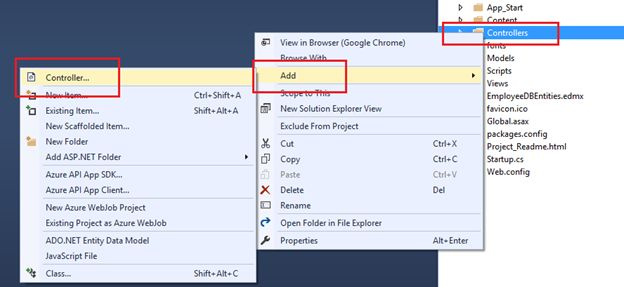 Controller...
New Item... Ctrl+Shift+A
Existing Item... Shift+Alt+A
New Scaffolded Item...
New Folder
Add ASP.NET Folder
Azure API App SDK...
Azure API App Client...
New Azure WebJob Project
Existing Project as Azure WebJob
ADO.NET Entity Data Model
JavaScript File
Class... Shift+Alt+C
View in Browser (Google Chrome)
Browse With...
Add
Scope to This
New Solution Explorer View
Exclude From Project
Cut Ctrl+X
Copy Ctrl+C
Paste Ctrl+V
Delete Del
Rename
Open Folder in File Explorer
Properties Alt+Enter
App_Start
Content
Controllers
fonts
Models
Scripts
Views
EmployeeDBEntities.edmx
favicon.ico
Global.asax
packages.config
Project_Readme.html
Startup.cs
Web.config